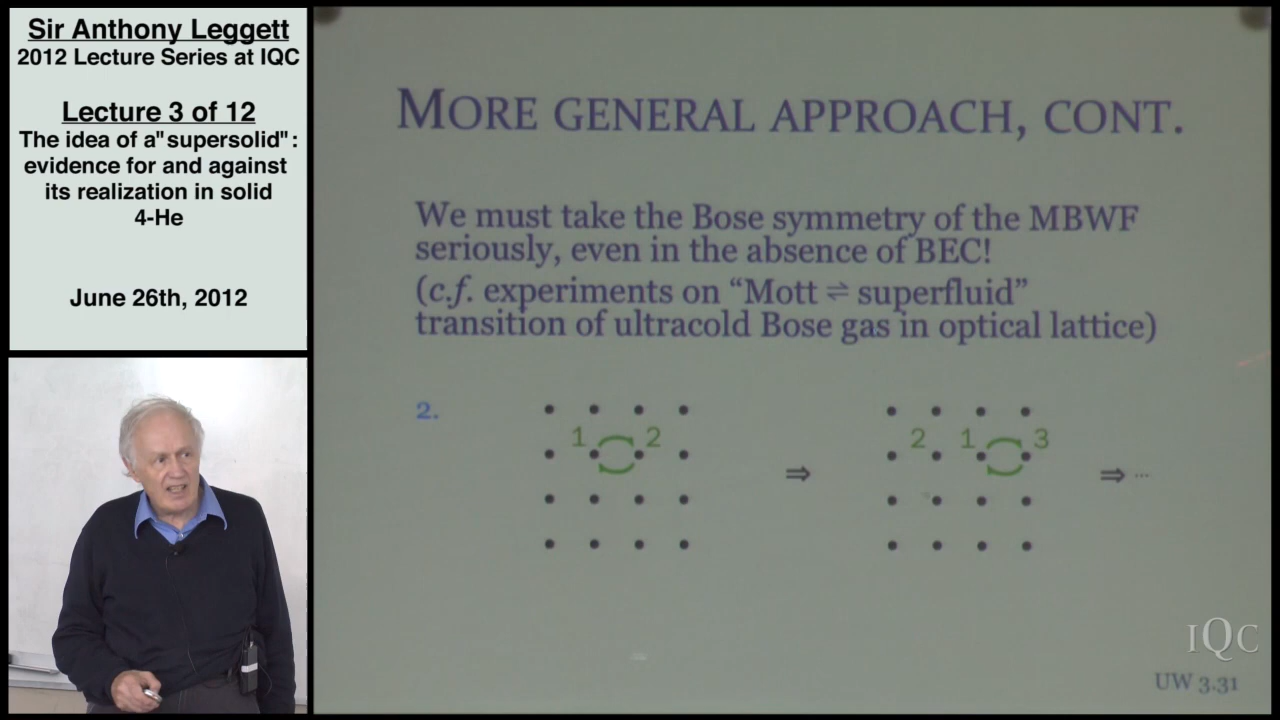 Sir Anthony Leggett
2012 Lecture Series at IQC
Lecture 3 of 12
The idea of a"supersolid":
evidence for and against
its realization in solid
4-He
June 26th, 2012
MORE GENERAL APPROACH, CONT.
We must take the Bose symmetry of the MBWF
seriously, even in the absence of BEC!
(c.f. experiments on “Mott ⇌ superfluid”
transition of ultracold Bose gas in optical lattice)
2.
1 2
⇒
2 1 3
⇒ ...
IQC
UW 3.31